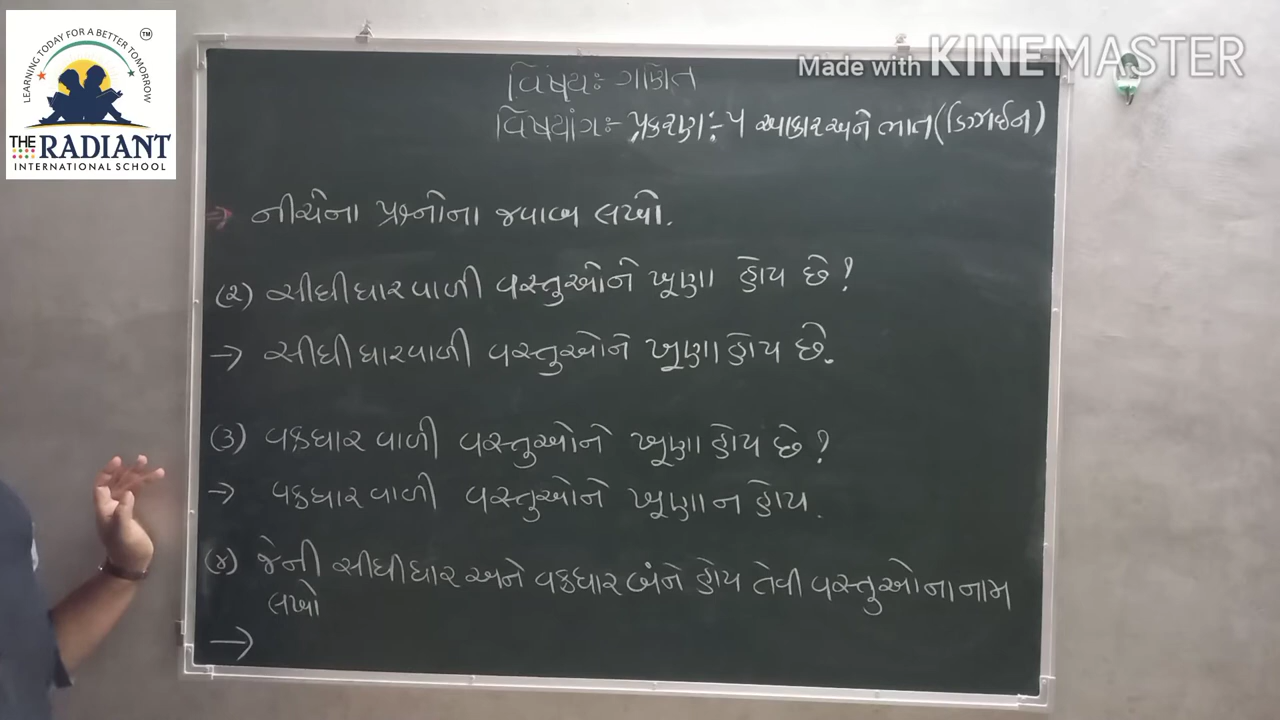 LEARNING TODAY FOR A BETTER TOMORROW
TM
THE RADIANT
INTERNATIONAL SCHOOL
Made with KINEMASTER
વિષયઃ- ગણિત
વિષયાંગઃ- પ્રકરણઃ- ૫ આકાર અને ભાત (ડિઝાઈન)
→ નીચેના પ્રશ્નોના જવાબ લખો.
(૨) સીધીધારવાળી વસ્તુઓને ખૂણા હોય છે?
→ સીધીધારવાળી વસ્તુઓને ખૂણા હોય છે.
(૩) વક્રધાર વાળી વસ્તુઓને ખૂણા હોય છે?
→ વક્રધારવાળી વસ્તુઓને ખૂણા ન હોય.
(૪) જેની સીધીધાર અને વક્રધાર બંને હોય તેવી વસ્તુઓના નામ
લખો
→